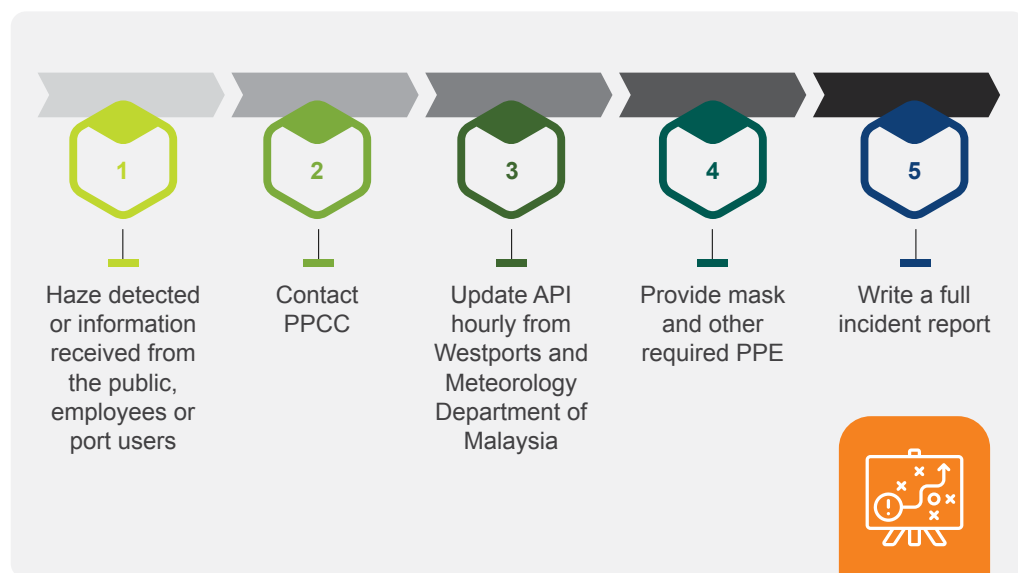 1
Haze detected
or information
received from
the public,
employees or
port users
2
Contact
PPCC
3
Update API
hourly from
Westports and
Meteorology
Department of
Malaysia
4
Provide mask
and other
required PPE
5
Write a full
incident report